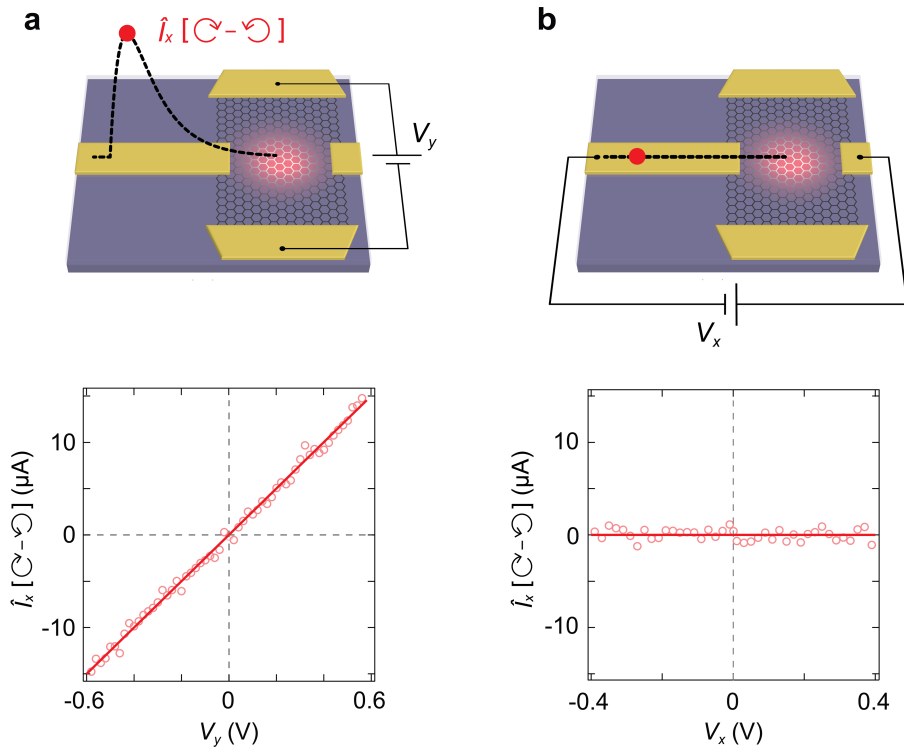 a
Î_x [↻ - ↺]
V_y
b
V_x
Î_x [↻ - ↺] (µA)
10
0
-10
-0.6
0
0.6
V_y (V)
Î_x [↻ - ↺] (µA)
10
0
-10
-0.4
0
0.4
V_x (V)